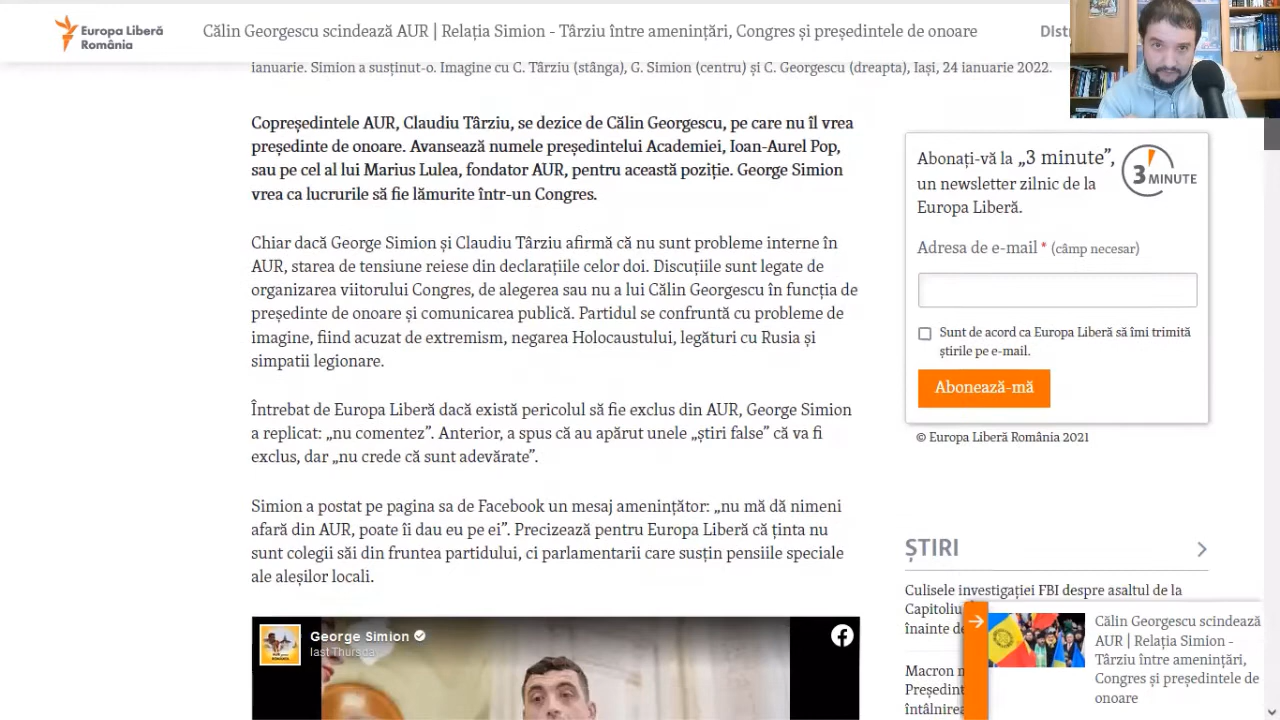 Europa Liberă
România
Călin Georgescu scindează AUR | Relația Simion - Târziu între amenințări, Congres și președintele de onoare
ianuarie. Simion a susținut-o. Imagine cu C. Târziu (stânga), G. Simion (centru) și C. Georgescu (dreapta), Iași, 24 ianuarie 2022.
Copreședintele AUR, Claudiu Târziu, se dezice de Călin Georgescu, pe care nu îl vrea
președinte de onoare. Avansează numele președintelui Academiei, Ioan-Aurel Pop,
sau pe cel al lui Marius Lulea, fondator AUR, pentru această poziție. George Simion
vrea ca lucrurile să fie lămurite într-un Congres.
Chiar dacă George Simion și Claudiu Târziu afirmă că nu sunt probleme interne în
AUR, starea de tensiune reiese din declarațiile celor doi. Discuțiile sunt legate de
organizarea viitorului Congres, de alegerea sau nu a lui Călin Georgescu în funcția de
președinte de onoare și comunicarea publică. Partidul se confruntă cu probleme de
imagine, fiind acuzat de extremism, negarea Holocaustului, legături cu Rusia și
simpatii legionare.
Întrebat de Europa Liberă dacă există pericolul să fie exclus din AUR, George Simion
a replicat: „nu comentez”. Anterior, a spus că au apărut unele „știri false” că va fi
exclus, dar „nu crede că sunt adevărate”.
Simion a postat pe pagina sa de Facebook un mesaj amenințător: „nu mă dă nimeni
afară din AUR, poate îi dau eu pe ei”. Precizează pentru Europa Liberă că ținta nu
sunt colegii săi din fruntea partidului, ci parlamentarii care susțin pensiile speciale
ale aleșilor locali.
George Simion
last Thursda
Abonați-vă la „3 minute”,
un newsletter zilnic de la
Europa Liberă.
3 MINUTE
Adresa de e-mail * (câmp necesar)
Sunt de acord ca Europa Liberă să îmi trimită
știrile pe e-mail.
Abonează-mă
© Europa Liberă România 2021
ȘTIRI
Culisele investigației FBI despre asaltul de la
Capitoliu
înainte de
Macron
Președint
întâlnirea
Călin Georgescu scindează
AUR | Relația Simion -
Târziu între amenințări,
Congres și președintele de
onoare